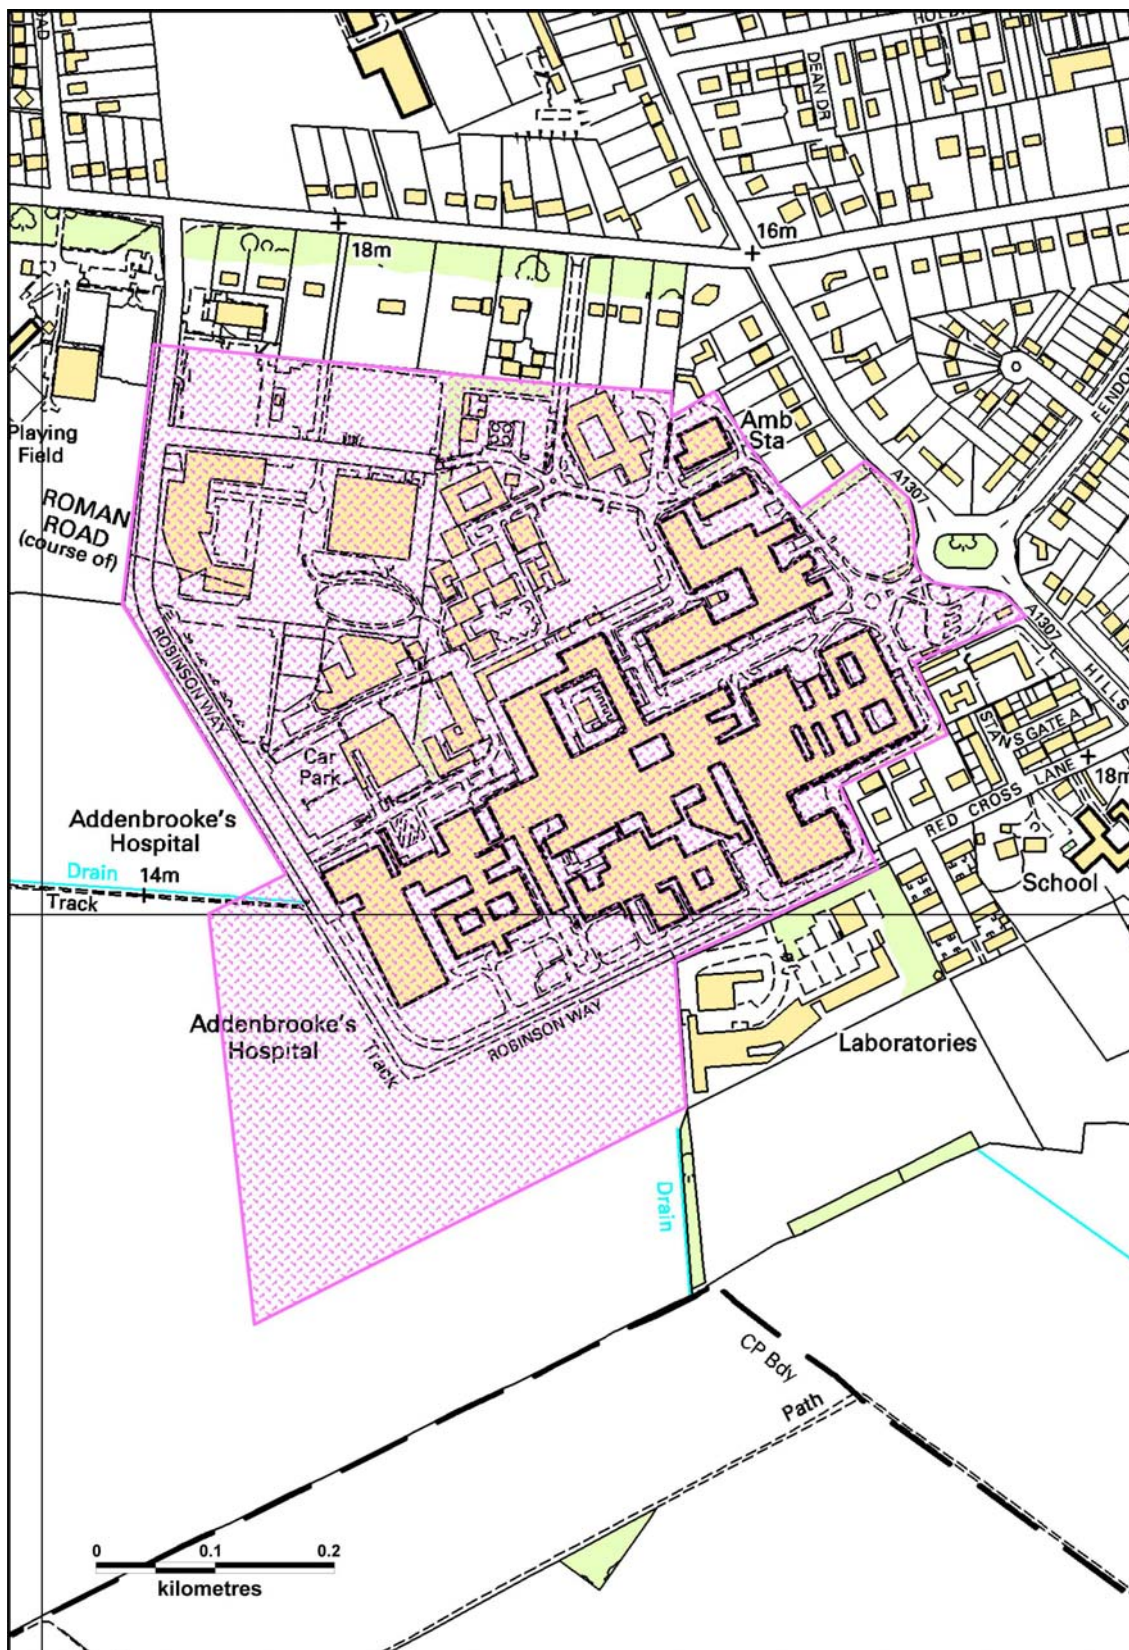 DEAN DR
16m
18m
Amb
Sta
A1307
FENDO
Playing
Field
ROMAN
ROAD
(course of)
A1307
HILLS
ROBINSON WAY
STANSGATE A
Car
Park
18m
RED CROSS LANE
Addenbrooke's
Hospital
Drain
14m
Track
School
Addenbrooke's
Hospital
ROBINSON WAY
Track
Laboratories
Drain
CP Bdy
Path
0 0.1 0.2
kilometres